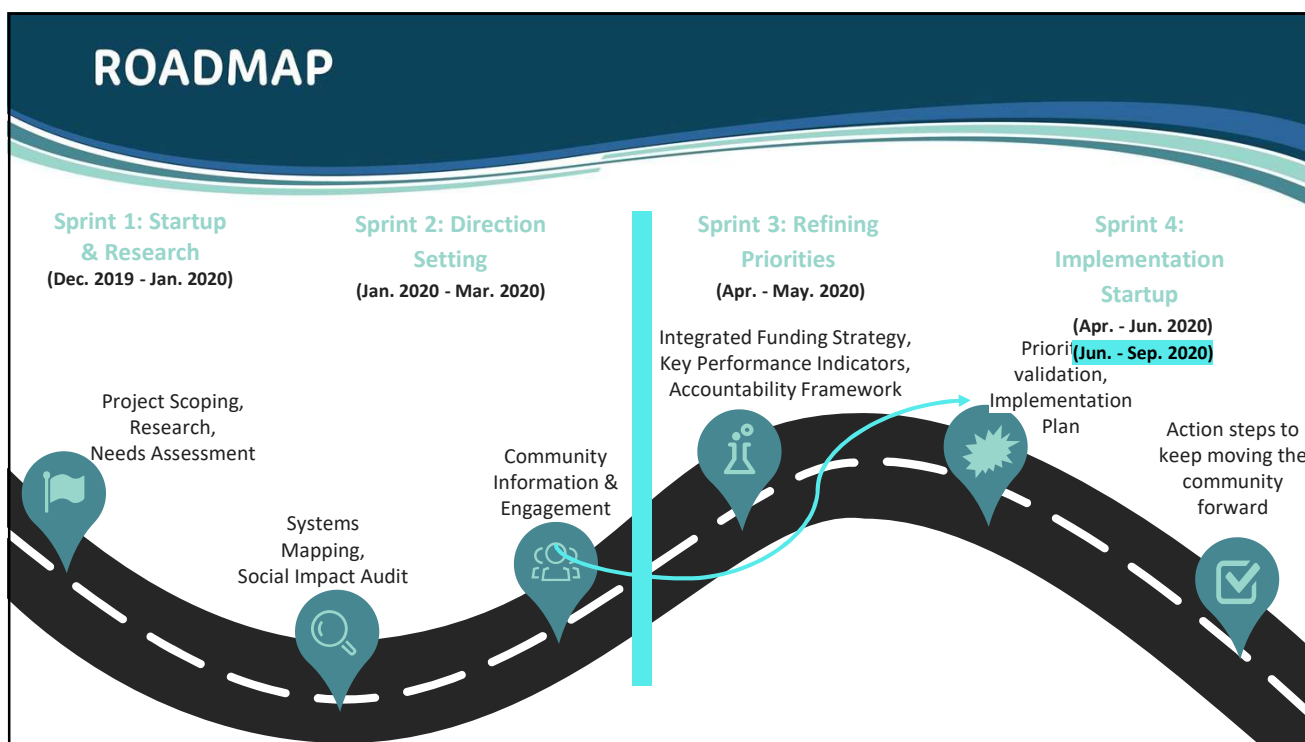 ROADMAP
Sprint 1: Startup
& Research
(Dec. 2019 - Jan. 2020)
Sprint 2: Direction
Setting
(Jan. 2020 - Mar. 2020)
Sprint 3: Refining
Priorities
(Apr. - May. 2020)
Sprint 4:
Implementation
Startup
(Apr. - Jun. 2020)
(Jun. - Sep. 2020)
Project Scoping,
Research,
Needs Assessment
Systems
Mapping,
Social Impact Audit
Community
Information &
Engagement
Integrated Funding Strategy,
Key Performance Indicators,
Accountability Framework
validation,
Implementation
Plan
Action steps to
keep moving the
community
forward